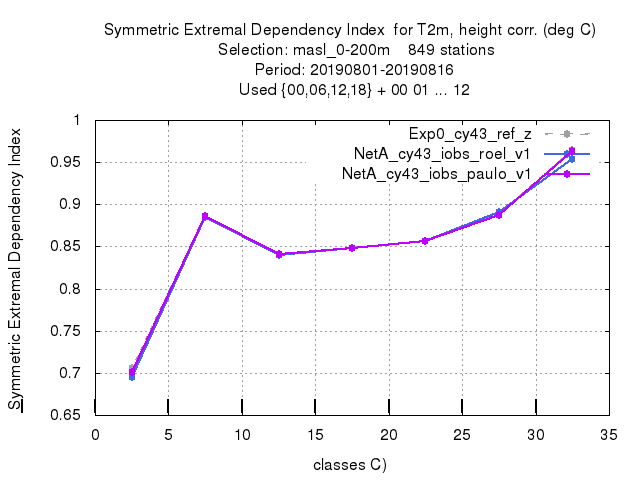 Symmetric Extremal Dependency Index  for T2m, height corr. (deg C)
Selection: masl_0-200m    849 stations
Period: 20190801-20190816
Used {00,06,12,18} + 00 01 ... 12
Symmetric Extremal Dependency Index
1
0.95
0.9
0.85
0.8
0.75
0.7
0.65
Exp0_cy43_ref_z
NetA_cy43_iobs_roel_v1
NetA_cy43_iobs_paulo_v1
0 5 10 15 20 25 30 35
classes C)